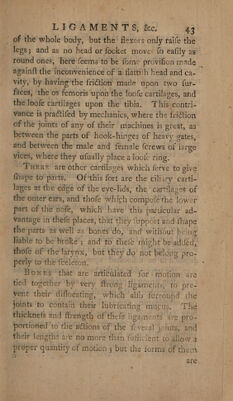 LIGAMENTS, &c. 43
of the whole body, but the flexors only raiſe the
legs; and as no head or ſocket moves ſo eaſily as
round ones, here ſeems to be ſome proviſion made
againſt the inconvenience of a flattiſh head and ca-
vity, by having the friction made upon two ſur-
faces, the os femoris upon the looſe cartilages, and
the looſe cartilages upon the tibia. This contri-
vance is practiſed by mechanics, where the friction
of the joints of any of their machines is great, as
between the parts of hook-hinges of heavy gates,
and between the male and female ſcrews of large
vices, where they uſually place a looſe ring.
THERE are other cartilages which ſerve to give
ſhape to parts. Of this ſort are the ciliary carti-
lages at the edge of the eye-lids, the cartilages of
the outer ears, and thoſe which compoſe the lower
part of the noſe, which have this particular ad-
vantage in theſe places, that they ſupport and ſhape
the parts as well as bones do, and without being
liable to be broke; and to theſe might be added,
thoſe of the larynx, but they do not belong pro-
perly to the ſceleton.
BONES that are articulated for motion are
tied together by very ſtrong ligaments, to pre-
vent their diſlocating, which alſo ſurround the
joints to contain their lubricating mucus. The
thickneſs and ſtrength of theſe ligaments are pro-
portioned to the actions of the ſeveral joints, and
their lengths are no more than ſufficient to allow a
proper quantity of motion; but the forms of them
are